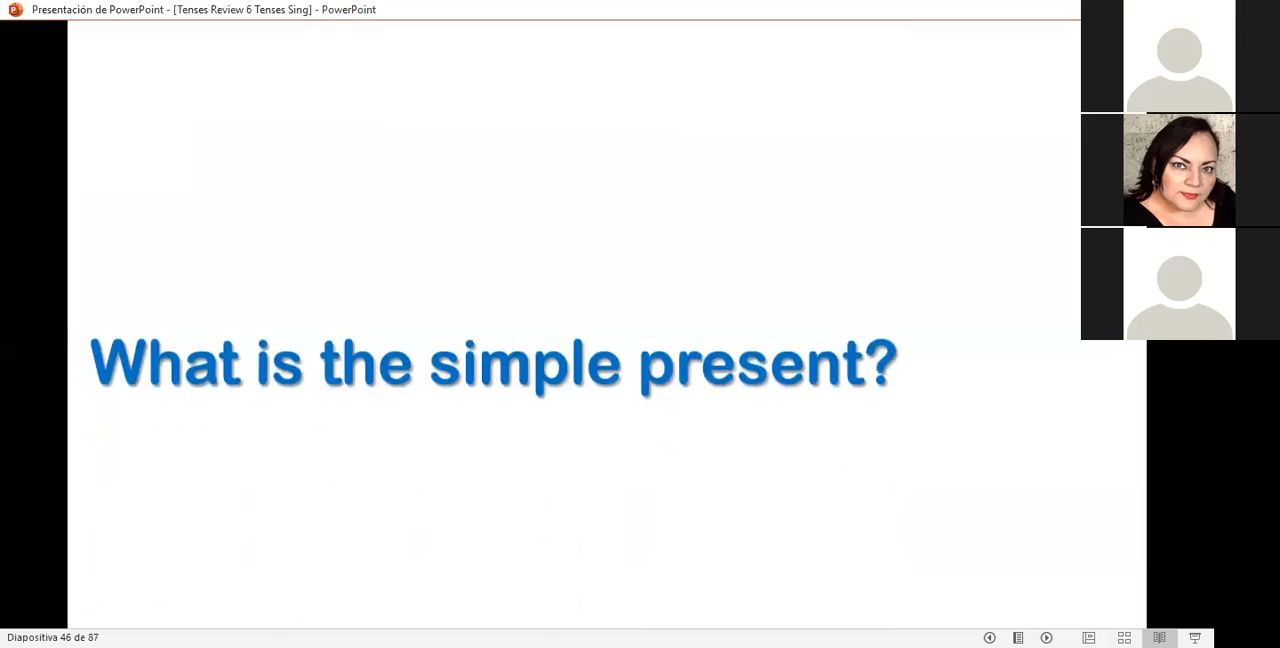 Presentación de PowerPoint - [Tenses Review 6 Tenses Sing] - PowerPoint
What is the simple present?
Diapositiva 46 de 87